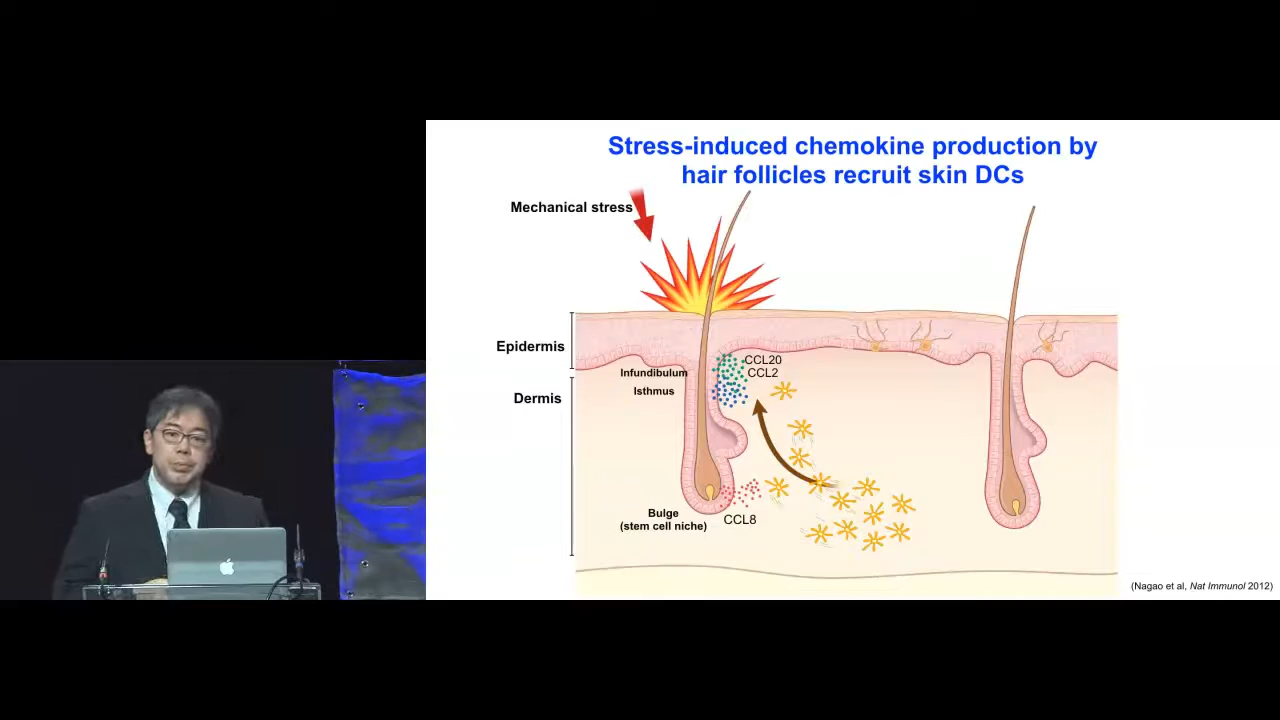 Stress-induced chemokine production by
hair follicles recruit skin DCs
Mechanical stress
Epidermis
Dermis
Infundibulum
Isthmus
CCL20
CCL2
Bulge
(stem cell niche)
CCL8
(Nagao et al, Nat Immunol 2012)